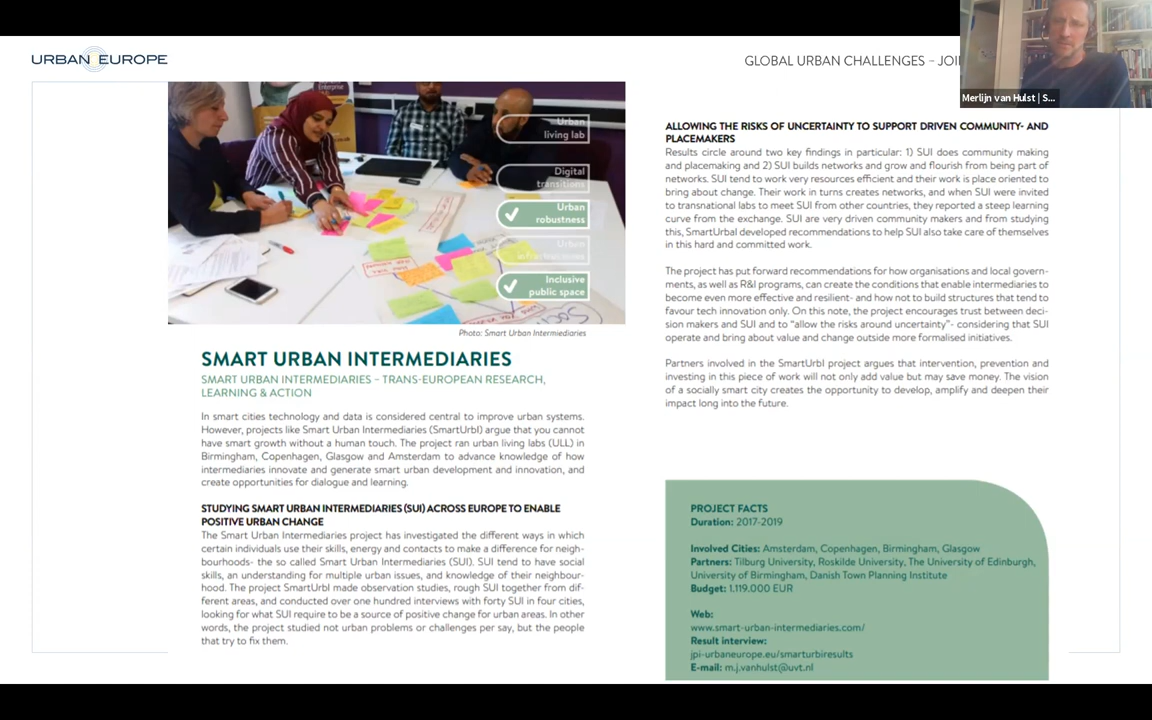 URBAN EUROPE
GLOBAL URBAN CHALLENGES – JOI
Merlijn van Hulst | S...
Urban
living lab
Digital
transitions
Urban
robustness
Urban
infrastructures
Inclusive
public space
Photo: Smart Urban Intermediaries
SMART URBAN INTERMEDIARIES
SMART URBAN INTERMEDIARIES – TRANS-EUROPEAN RESEARCH,
LEARNING & ACTION
In smart cities technology and data is considered central to improve urban systems.
However, projects like Smart Urban Intermediaries (SmartUrbI) argue that you cannot
have smart growth without a human touch. The project ran urban living labs (ULL) in
Birmingham, Copenhagen, Glasgow and Amsterdam to advance knowledge of how
intermediaries innovate and generate smart urban development and innovation, and
create opportunities for dialogue and learning.
STUDYING SMART URBAN INTERMEDIARIES (SUI) ACROSS EUROPE TO ENABLE
POSITIVE URBAN CHANGE
The Smart Urban Intermediaries project has investigated the different ways in which
certain individuals use their skills, energy and contacts to make a difference for neigh-
bourhoods- the so called Smart Urban Intermediaries (SUI). SUI tend to have social
skills, an understanding for multiple urban issues, and knowledge of their neighbour-
hood. The project SmartUrbI made observation studies, rough SUI together from dif-
ferent areas, and conducted over one hundred interviews with forty SUI in four cities,
looking for what SUI require to be a source of positive change for urban areas. In other
words, the project studied not urban problems or challenges per say, but the people
that try to fix them.
ALLOWING THE RISKS OF UNCERTAINTY TO SUPPORT DRIVEN COMMUNITY- AND
PLACEMAKERS
Results circle around two key findings in particular: 1) SUI does community making
and placemaking and 2) SUI builds networks and grow and flourish from being part of
networks. SUI tend to work very resources efficient and their work is place oriented to
bring about change. Their work in turns creates networks, and when SUI were invited
to transnational labs to meet SUI from other countries, they reported a steep learning
curve from the exchange. SUI are very driven community makers and from studying
this, SmartUrbaI developed recommendations to help SUI also take care of themselves
in this hard and committed work.
The project has put forward recommendations for how organisations and local govern-
ments, as well as R&I programs, can create the conditions that enable intermediaries to
become even more effective and resilient- and how not to build structures that tend to
favour tech innovation only. On this note, the project encourages trust between deci-
sion makers and SUI and to “allow the risks around uncertainty”- considering that SUI
operate and bring about value and change outside more formalised initiatives.
Partners involved in the SmartUrbI project argues that intervention, prevention and
investing in this piece of work will not only add value but may save money. The vision
of a socially smart city creates the opportunity to develop, amplify and deepen their
impact long into the future.
PROJECT FACTS
Duration: 2017-2019
Involved Cities: Amsterdam, Copenhagen, Birmingham, Glasgow
Partners: Tilburg University, Roskilde University, The University of Edinburgh,
University of Birmingham, Danish Town Planning Institute
Budget: 1.119.000 EUR
Web:
www.smart-urban-intermediaries.com/
Result interview:
jpi-urbaneurope.eu/smarturbiresults
E-mail: m.j.vanhulst@uvt.nl